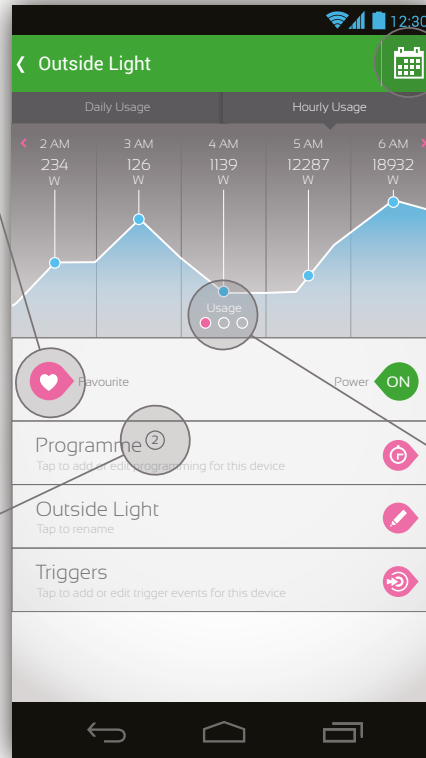 12:30
Outside Light
Daily Usage Hourly Usage
2 AM 3 AM 4 AM 5 AM 6 AM
234 126 1139 12287 18932
W W W W W
Usage
Favourite Power ON
Programme 2
Tap to add or edit programming for this device
Outside Light
Tap to rename
Triggers
Tap to add or edit trigger events for this device